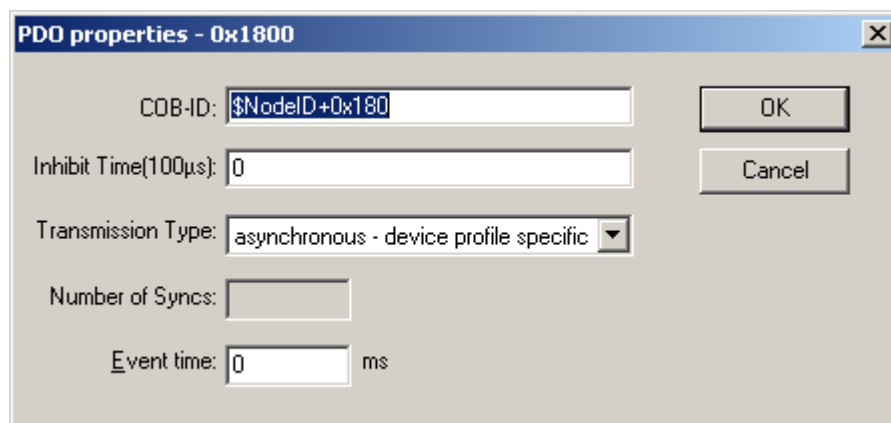 PDO properties - 0x1800
COB-ID: $NodeID+0x180
OK
Inhibit Time(100µs): 0
Cancel
Transmission Type: asynchronous - device profile specific
Number of Syncs:
Event time: 0 ms